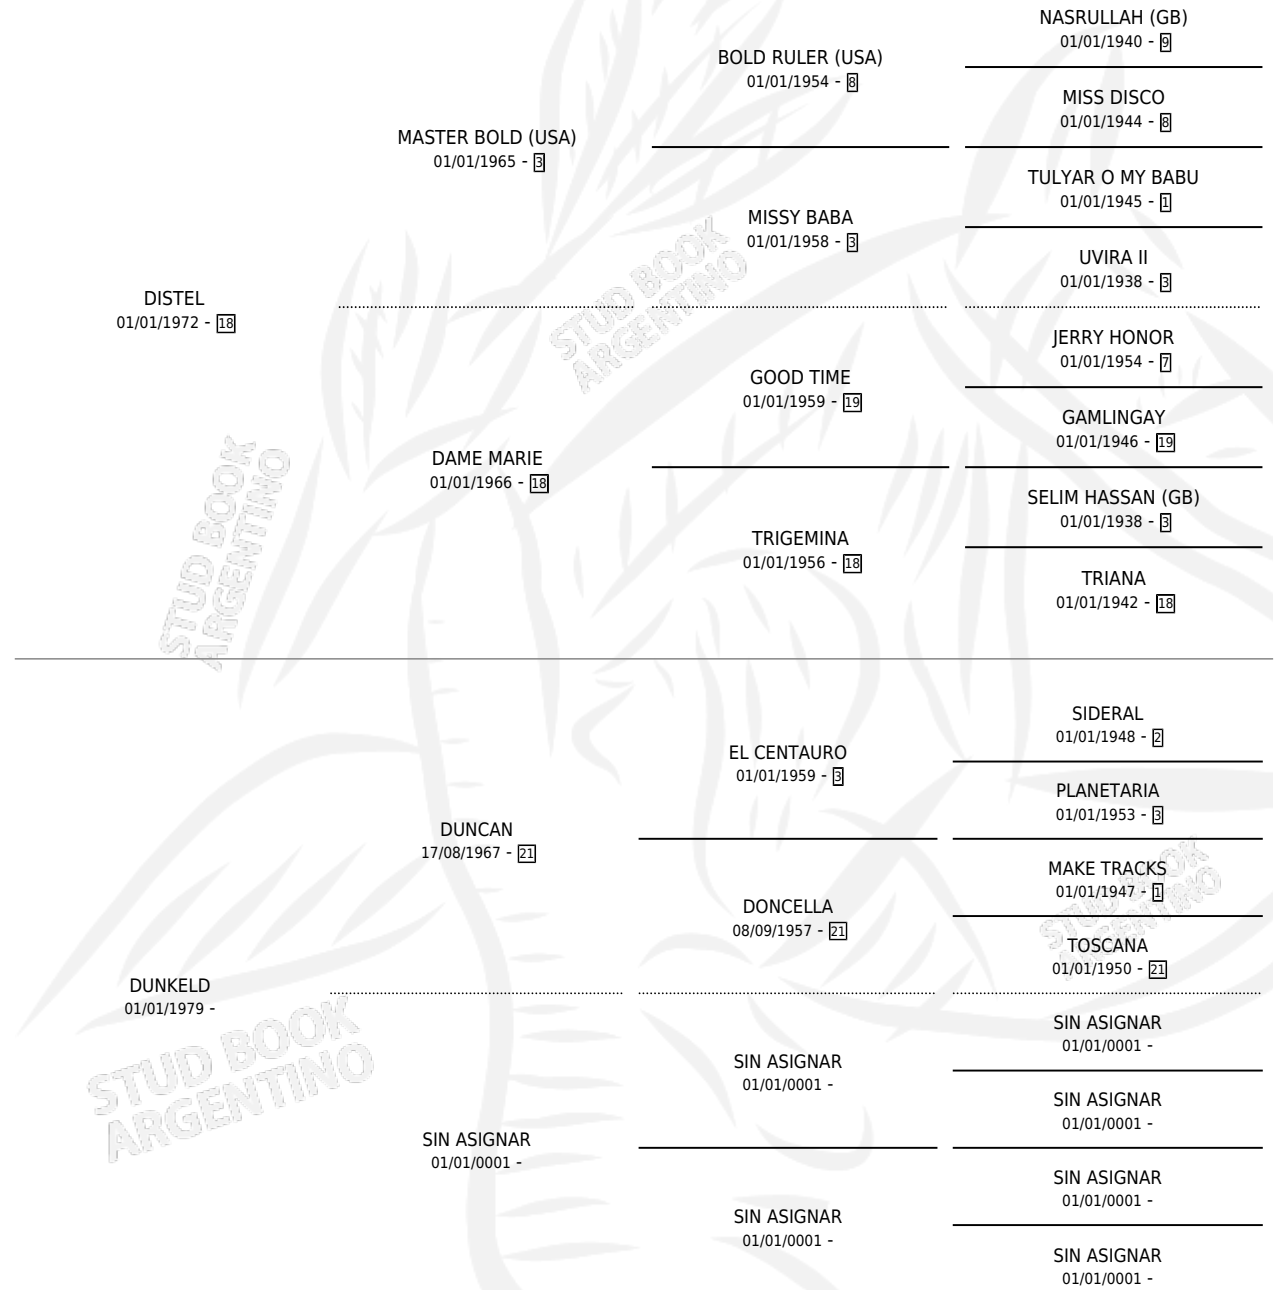 NASRULLAH (GB)
01/01/1940 - 9
BOLD RULER (USA)
01/01/1954 - 8
MISS DISCO
01/01/1944 - 8
MASTER BOLD (USA)
01/01/1965 - 3
TULYAR O MY BABU
01/01/1945 - 1
MISSY BABA
01/01/1958 - 3
UVIRA II
01/01/1938 - 3
DISTEL
01/01/1972 - 18
JERRY HONOR
01/01/1954 - 7
GOOD TIME
01/01/1959 - 19
GAMLINGAY
01/01/1946 - 19
DAME MARIE
01/01/1966 - 18
SELIM HASSAN (GB)
01/01/1938 - 3
TRIGEMINA
01/01/1956 - 18
TRIANA
01/01/1942 - 18
SIDERAL
01/01/1948 - 2
EL CENTAURO
01/01/1959 - 3
PLANETARIA
01/01/1953 - 3
DUNCAN
17/08/1967 - 21
MAKE TRACKS
01/01/1947 - 1
DONCELLA
08/09/1957 - 21
TOSCANA
01/01/1950 - 21
DUNKELD
01/01/1979 -
SIN ASIGNAR
01/01/0001 -
SIN ASIGNAR
01/01/0001 -
SIN ASIGNAR
01/01/0001 -
SIN ASIGNAR
01/01/0001 -
SIN ASIGNAR
01/01/0001 -
SIN ASIGNAR
01/01/0001 -
SIN ASIGNAR
01/01/0001 -
STUD BOOK
ARGENTINO
STUD BOOK
ARGENTINO
STUD BOOK
ARGENTINO
STUD BOOK
ARGENTINO